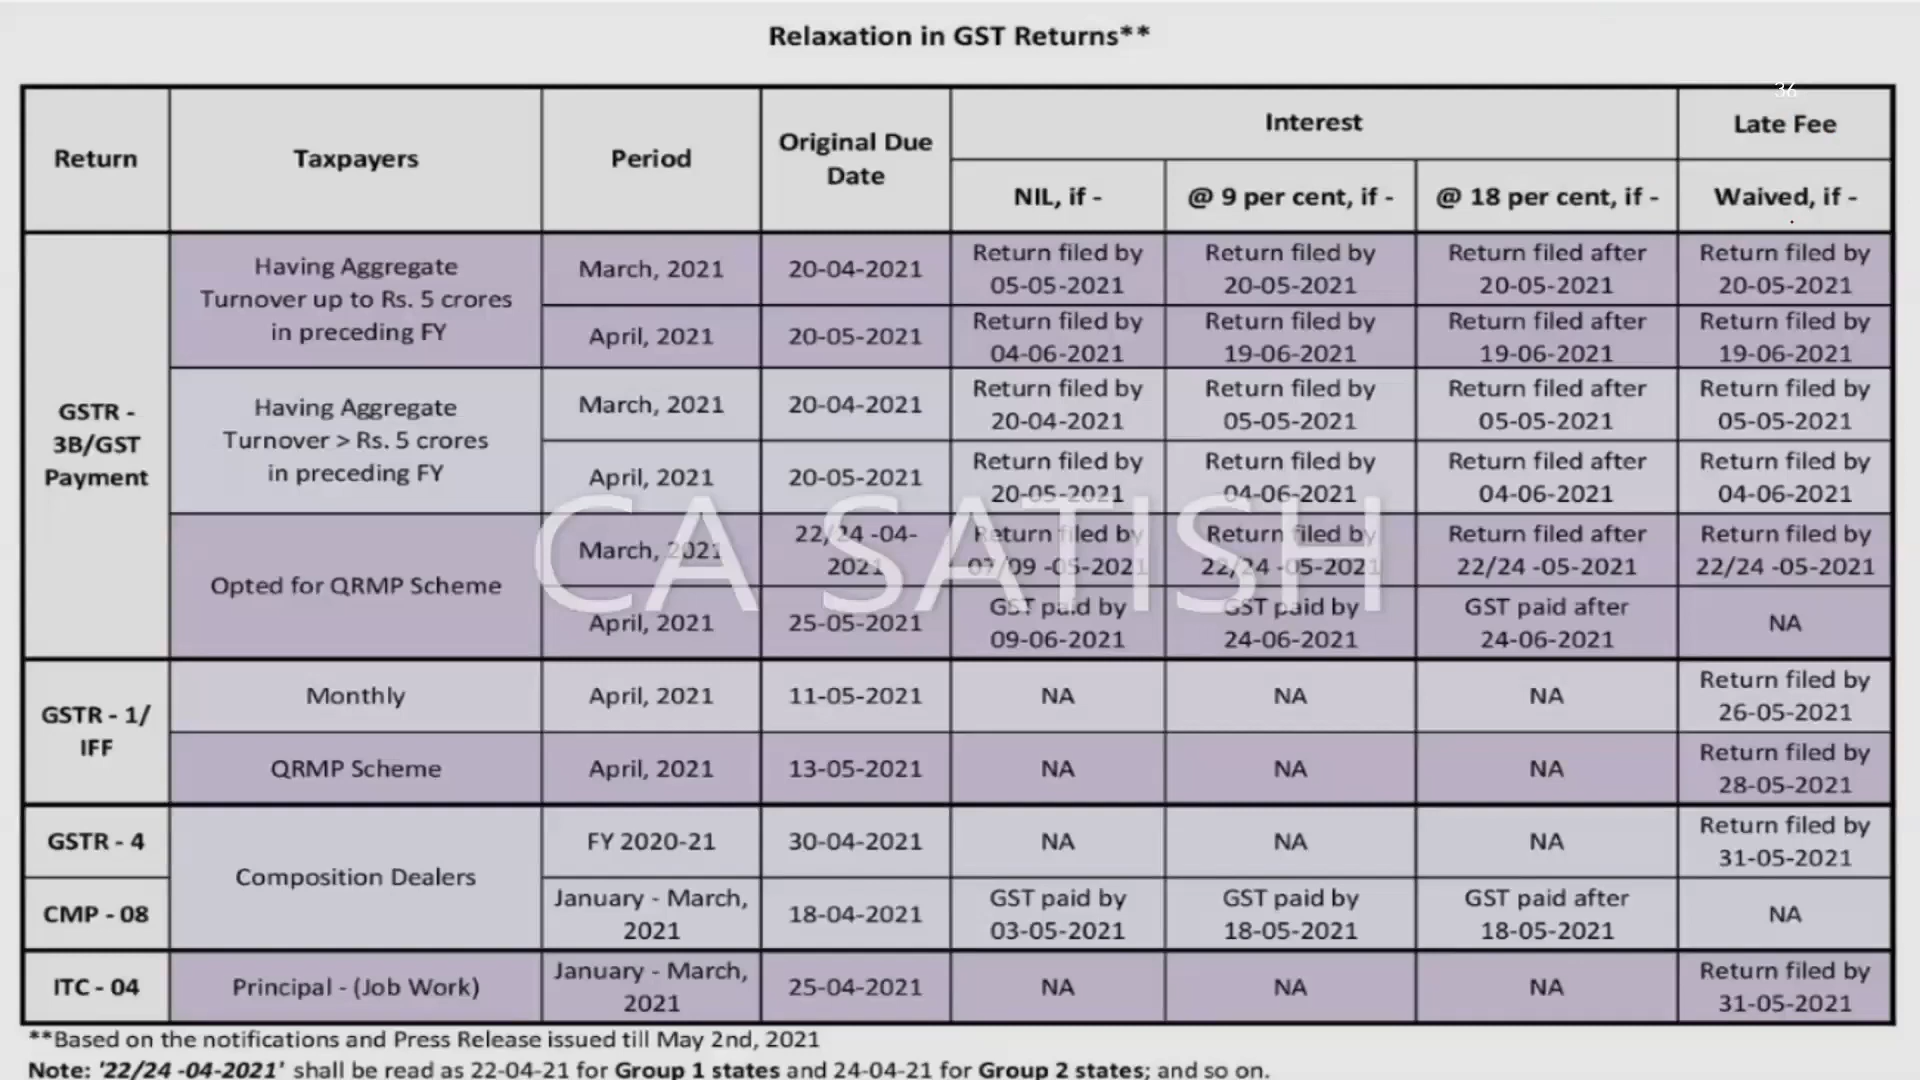 Relaxation in GST Returns**
36
Return
Taxpayers
Period
Original Due
Date
Interest
Late Fee
NIL, if -
@ 9 per cent, if -
@ 18 per cent, if -
Waived, if -
GSTR -
3B/GST
Payment
Having Aggregate
Turnover up to Rs. 5 crores
in preceding FY
March, 2021
20-04-2021
Return filed by
05-05-2021
Return filed by
20-05-2021
Return filed after
20-05-2021
Return filed by
20-05-2021
April, 2021
20-05-2021
Return filed by
04-06-2021
Return filed by
19-06-2021
Return filed after
19-06-2021
Return filed by
19-06-2021
Having Aggregate
Turnover > Rs. 5 crores
in preceding FY
March, 2021
20-04-2021
Return filed by
20-04-2021
Return filed by
05-05-2021
Return filed after
05-05-2021
Return filed by
05-05-2021
April, 2021
20-05-2021
Return filed by
20-05-2021
Return filed by
04-06-2021
Return filed after
04-06-2021
Return filed by
04-06-2021
Opted for QRMP Scheme
March, 2021
22/24 -04-
2021
Return filed by
07/09 -05-2021
Return filed by
22/24 -05-2021
Return filed after
22/24 -05-2021
Return filed by
22/24 -05-2021
April, 2021
25-05-2021
GST paid by
09-06-2021
GST paid by
24-06-2021
GST paid after
24-06-2021
NA
CA SATISH
GSTR - 1/
IFF
Monthly
April, 2021
11-05-2021
NA
NA
NA
Return filed by
26-05-2021
QRMP Scheme
April, 2021
13-05-2021
NA
NA
NA
Return filed by
28-05-2021
GSTR - 4
Composition Dealers
FY 2020-21
30-04-2021
NA
NA
NA
Return filed by
31-05-2021
CMP - 08
January - March,
2021
18-04-2021
GST paid by
03-05-2021
GST paid by
18-05-2021
GST paid after
18-05-2021
NA
ITC - 04
Principal - (Job Work)
January - March,
2021
25-04-2021
NA
NA
NA
Return filed by
31-05-2021
**Based on the notifications and Press Release issued till May 2nd, 2021
Note: '22/24 -04-2021' shall be read as 22-04-21 for Group 1 states and 24-04-21 for Group 2 states; and so on.